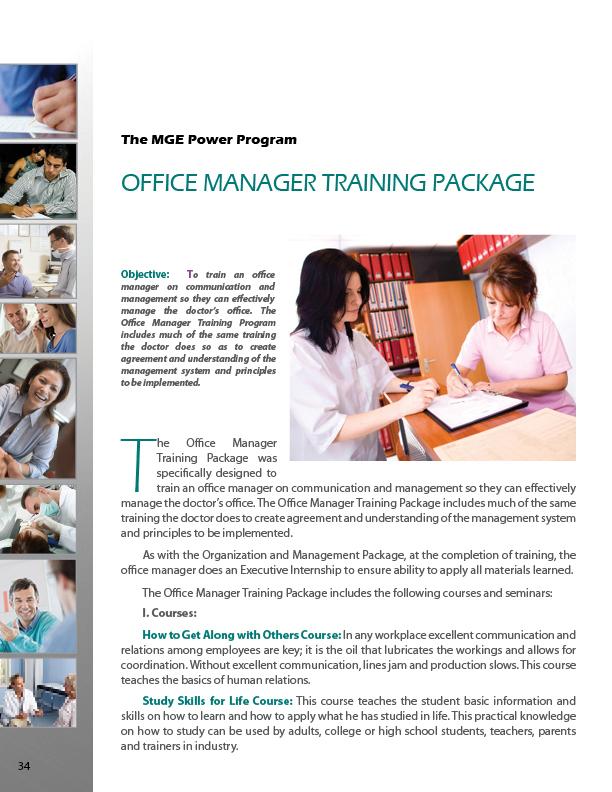 The MGE Power Program
OFFICE MANAGER TRAINING PACKAGE
Objective: To train an office
manager on communication and
management so they can effectively
manage the doctor's office. The
Office Manager Training Program
includes much of the same training
the doctor does so as to create
agreement and understanding of the
management system and principles
to be implemented.
The Office Manager
Training Package was
specifically designed to
train an office manager on communication and management so they can effectively
manage the doctor's office. The Office Manager Training Package includes much of the same
training the doctor does to create agreement and understanding of the management system
and principles to be implemented.
As with the Organization and Management Package, at the completion of training, the
office manager does an Executive Internship to ensure ability to apply all materials learned.
The Office Manager Training Package includes the following courses and seminars:
I. Courses:
How to Get Along with Others Course: In any workplace excellent communication and
relations among employees are key; it is the oil that lubricates the workings and allows for
coordination. Without excellent communication, lines jam and production slows. This course
teaches the basics of human relations.
Study Skills for Life Course: This course teaches the student basic information and
skills on how to learn and how to apply what he has studied in life. This practical knowledge
on how to study can be used by adults, college or high school students, teachers, parents
and trainers in industry.
34